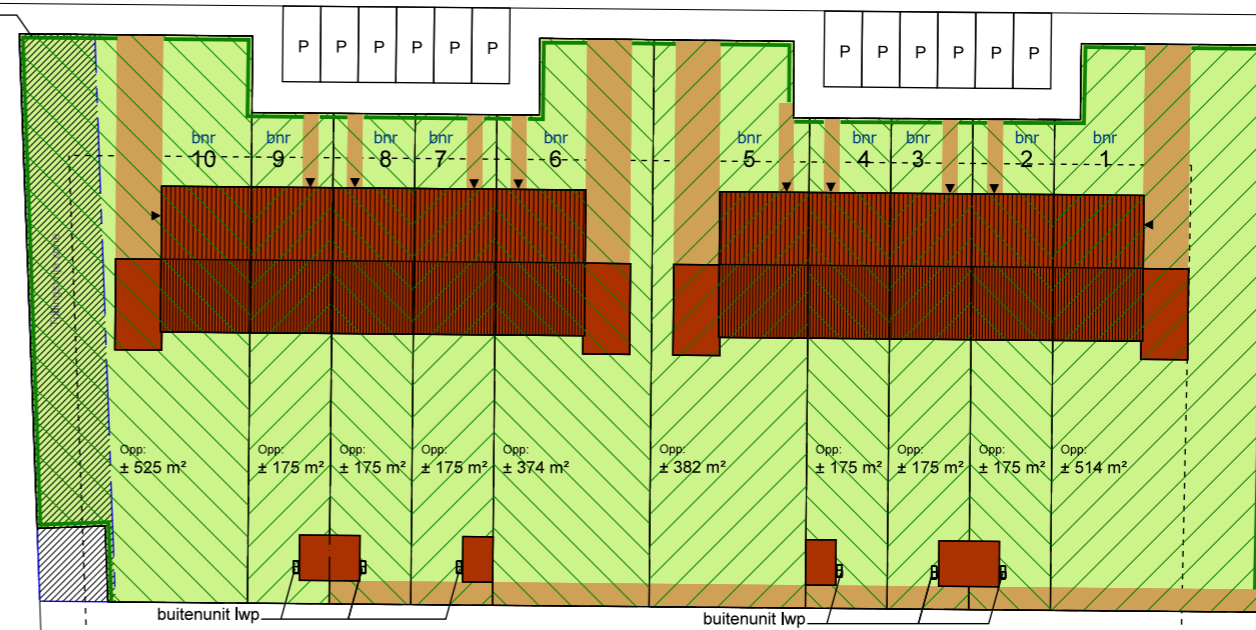 P P P P P P
P P P P P P
bnr
10
bnr
9
bnr
8
bnr
7
bnr
6
bnr
5
bnr
4
bnr
3
bnr
2
bnr
1
Opp:
± 525 m²
Opp:
± 175 m²
Opp:
± 175 m²
Opp:
± 175 m²
Opp:
± 374 m²
Opp:
± 382 m²
Opp:
± 175 m²
Opp:
± 175 m²
Opp:
± 175 m²
Opp:
± 514 m²
buitenunit lwp
buitenunit lwp